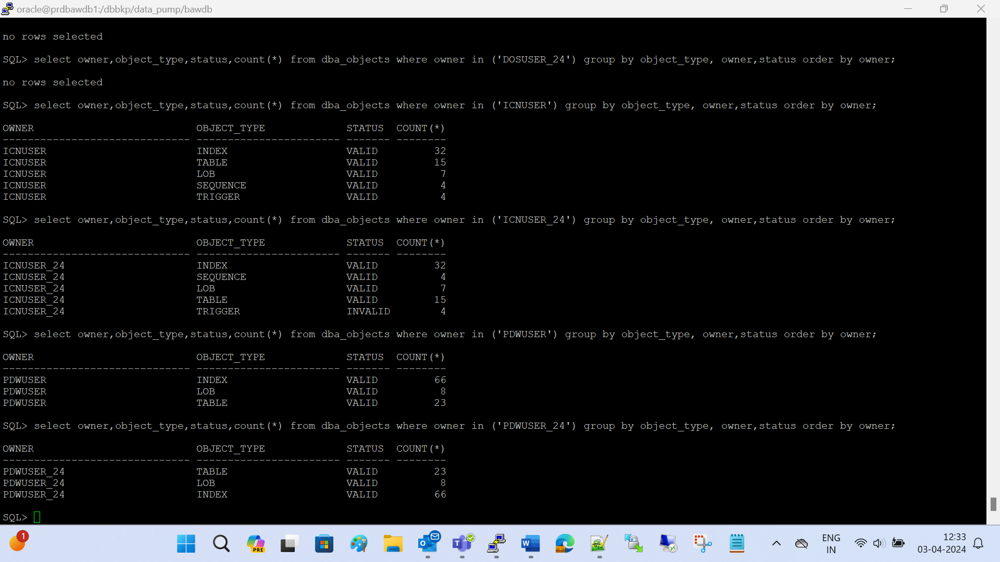 oracle@prdbawdb1:/dbbkp/data_pump/bawdb
no rows selected
SQL> select owner,object_type,status,count(*) from dba_objects where owner in ('DOSUSER_24') group by object_type, owner,status order by owner;
no rows selected
SQL> select owner,object_type,status,count(*) from dba_objects where owner in ('ICNUSER') group by object_type, owner,status order by owner;
OWNER OBJECT_TYPE STATUS COUNT(*)
------------------------------ ----------------------- ------- --------
ICNUSER INDEX VALID 32
ICNUSER TABLE VALID 15
ICNUSER LOB VALID 7
ICNUSER SEQUENCE VALID 4
ICNUSER TRIGGER VALID 4
SQL> select owner,object_type,status,count(*) from dba_objects where owner in ('ICNUSER_24') group by object_type, owner,status order by owner;
OWNER OBJECT_TYPE STATUS COUNT(*)
------------------------------ ----------------------- ------- --------
ICNUSER_24 INDEX VALID 32
ICNUSER_24 SEQUENCE VALID 4
ICNUSER_24 LOB VALID 7
ICNUSER_24 TABLE VALID 15
ICNUSER_24 TRIGGER INVALID 4
SQL> select owner,object_type,status,count(*) from dba_objects where owner in ('PDWUSER') group by object_type, owner,status order by owner;
OWNER OBJECT_TYPE STATUS COUNT(*)
------------------------------ ----------------------- ------- --------
PDWUSER INDEX VALID 66
PDWUSER LOB VALID 8
PDWUSER TABLE VALID 23
SQL> select owner,object_type,status,count(*) from dba_objects where owner in ('PDWUSER_24') group by object_type, owner,status order by owner;
OWNER OBJECT_TYPE STATUS COUNT(*)
------------------------------ ----------------------- ------- --------
PDWUSER_24 TABLE VALID 23
PDWUSER_24 LOB VALID 8
PDWUSER_24 INDEX VALID 66
SQL>
1
PRE
ENG
IN
12:33
03-04-2024